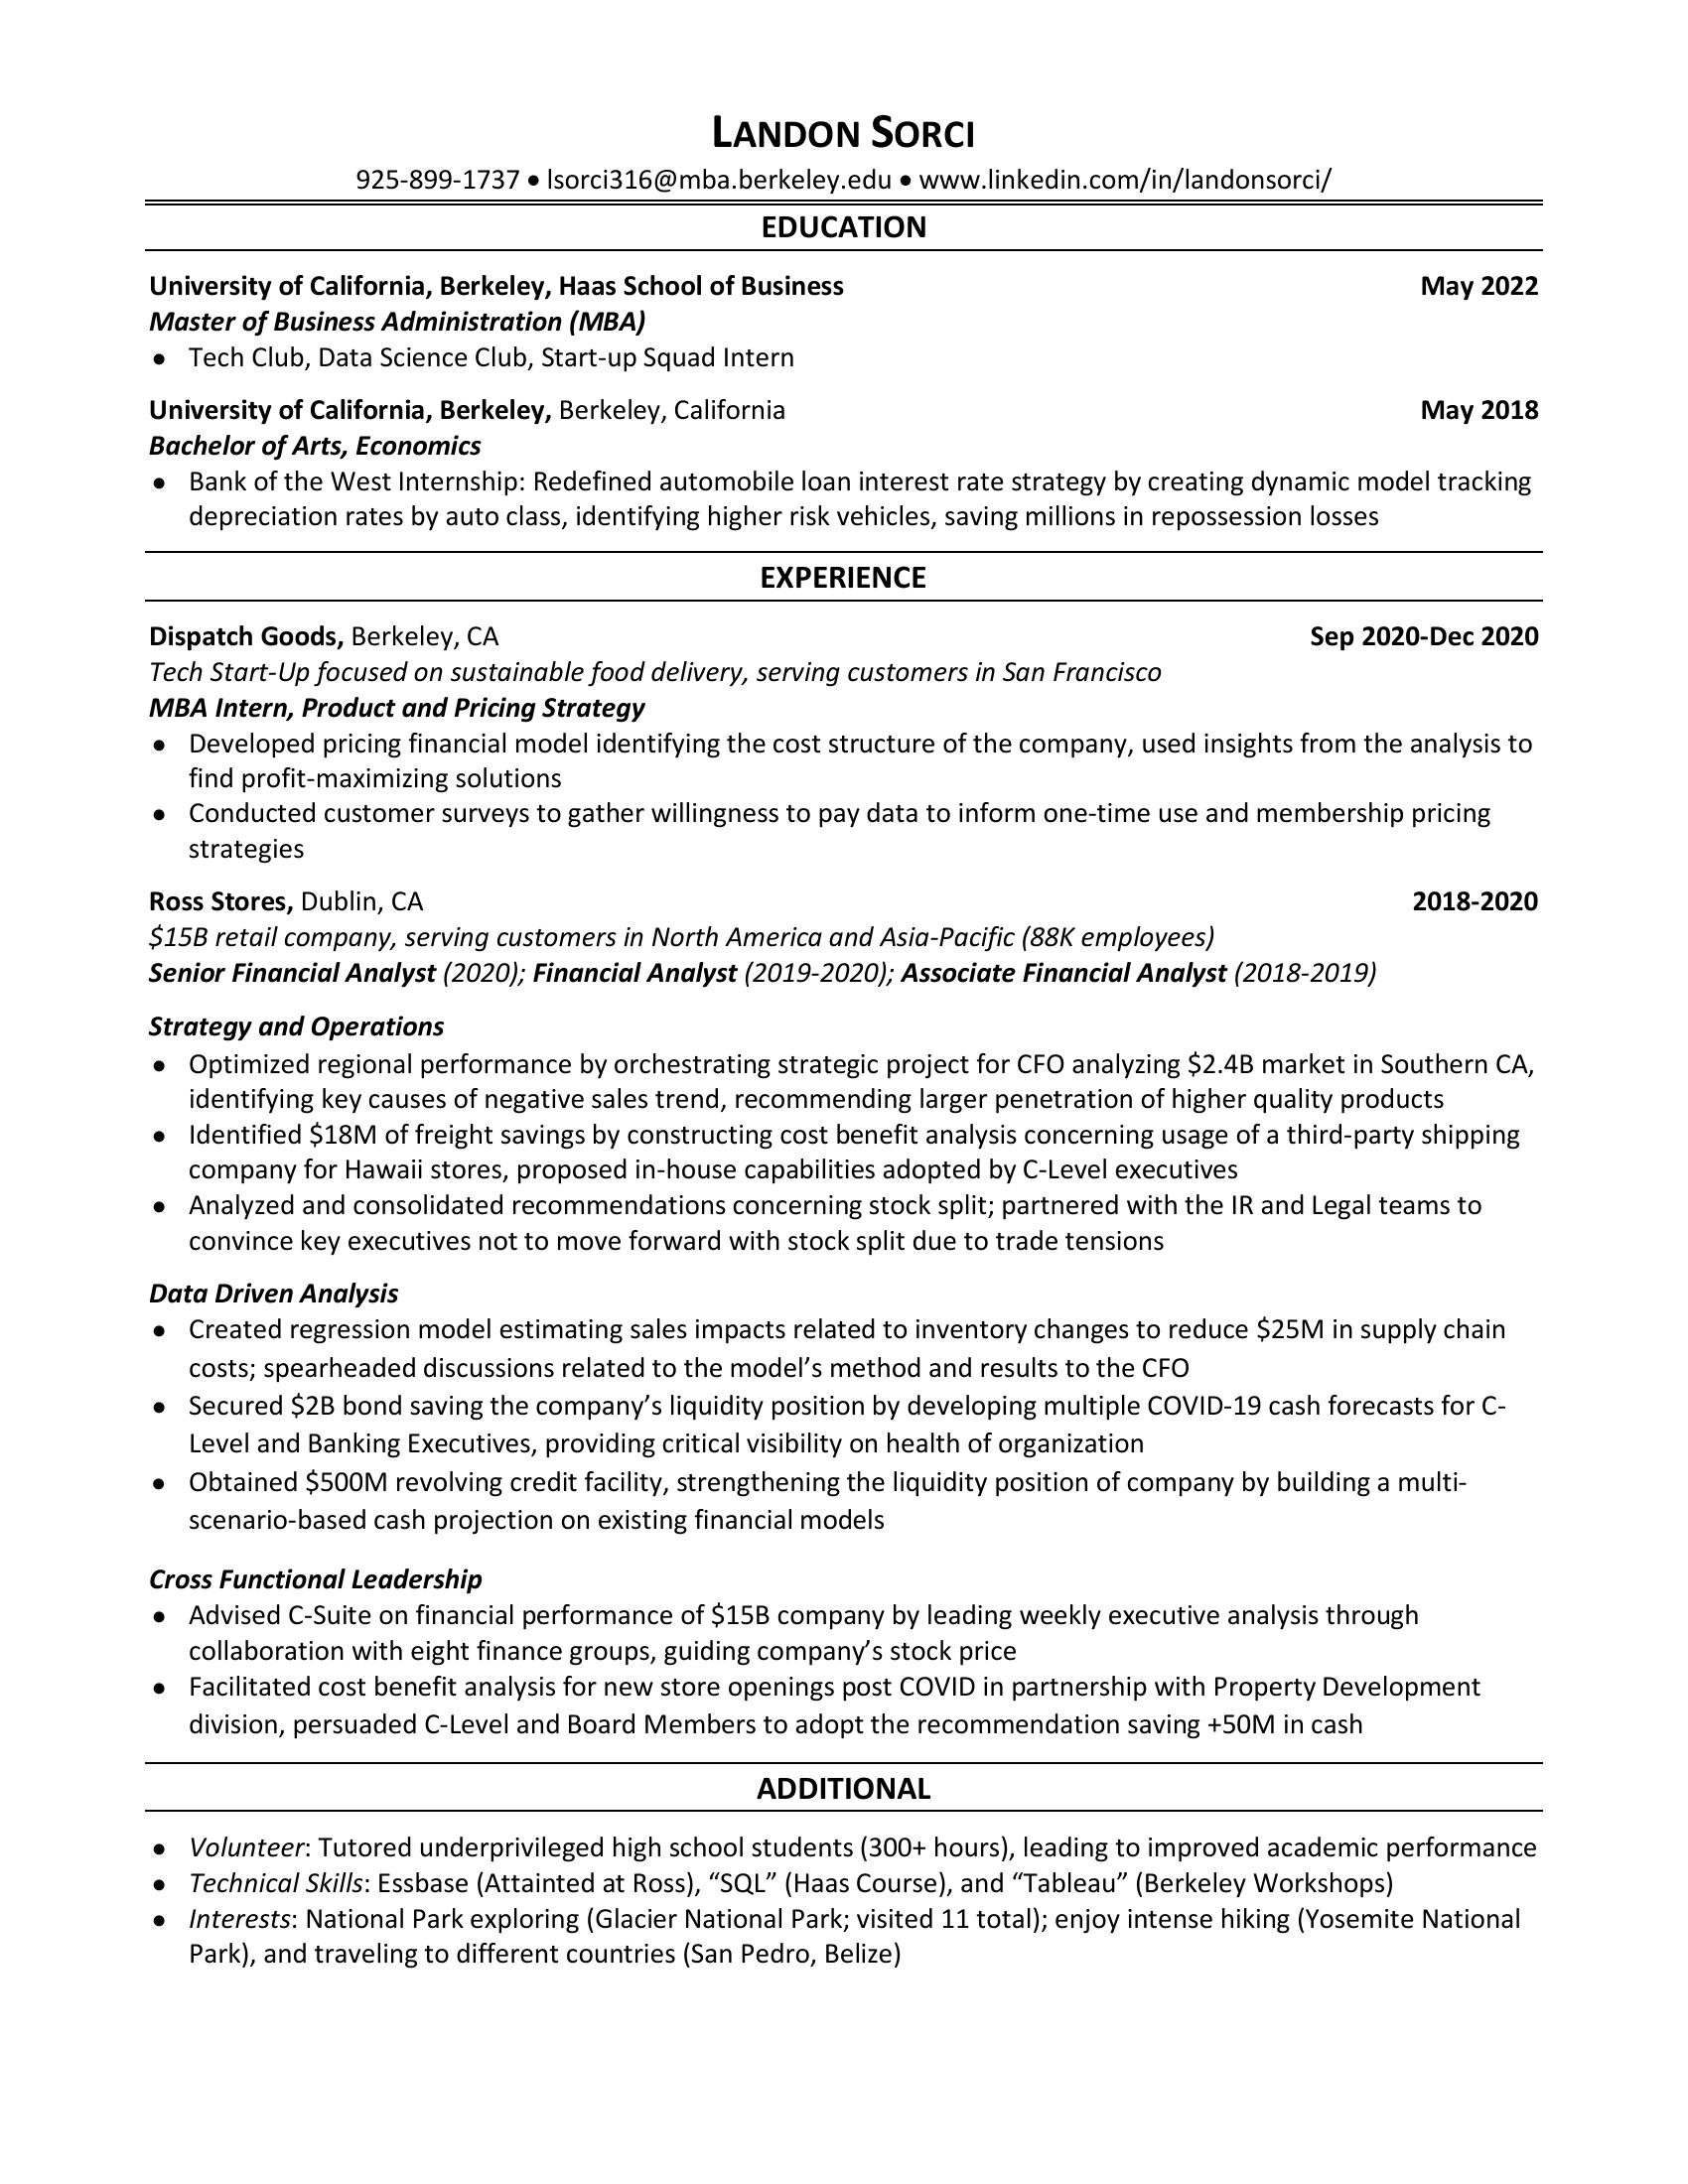 LANDON SORCI
925-899-1737 • lsorci316@mba.berkeley.edu • www.linkedin.com/in/landonsorci/
EDUCATION
University of California, Berkeley, Haas School of Business May 2022
Master of Business Administration (MBA)
• Tech Club, Data Science Club, Start-up Squad Intern
University of California, Berkeley, Berkeley, California May 2018
Bachelor of Arts, Economics
• Bank of the West Internship: Redefined automobile loan interest rate strategy by creating dynamic model tracking
depreciation rates by auto class, identifying higher risk vehicles, saving millions in repossession losses
EXPERIENCE
Dispatch Goods, Berkeley, CA Sep 2020-Dec 2020
Tech Start-Up focused on sustainable food delivery, serving customers in San Francisco
MBA Intern, Product and Pricing Strategy
• Developed pricing financial model identifying the cost structure of the company, used insights from the analysis to
find profit-maximizing solutions
• Conducted customer surveys to gather willingness to pay data to inform one-time use and membership pricing
strategies
Ross Stores, Dublin, CA 2018-2020
$15B retail company, serving customers in North America and Asia-Pacific (88K employees)
Senior Financial Analyst (2020); Financial Analyst (2019-2020); Associate Financial Analyst (2018-2019)
Strategy and Operations
• Optimized regional performance by orchestrating strategic project for CFO analyzing $2.4B market in Southern CA,
identifying key causes of negative sales trend, recommending larger penetration of higher quality products
• Identified $18M of freight savings by constructing cost benefit analysis concerning usage of a third-party shipping
company for Hawaii stores, proposed in-house capabilities adopted by C-Level executives
• Analyzed and consolidated recommendations concerning stock split; partnered with the IR and Legal teams to
convince key executives not to move forward with stock split due to trade tensions
Data Driven Analysis
• Created regression model estimating sales impacts related to inventory changes to reduce $25M in supply chain
costs; spearheaded discussions related to the model’s method and results to the CFO
• Secured $2B bond saving the company’s liquidity position by developing multiple COVID-19 cash forecasts for C-
Level and Banking Executives, providing critical visibility on health of organization
• Obtained $500M revolving credit facility, strengthening the liquidity position of company by building a multi-
scenario-based cash projection on existing financial models
Cross Functional Leadership
• Advised C-Suite on financial performance of $15B company by leading weekly executive analysis through
collaboration with eight finance groups, guiding company’s stock price
• Facilitated cost benefit analysis for new store openings post COVID in partnership with Property Development
division, persuaded C-Level and Board Members to adopt the recommendation saving +50M in cash
ADDITIONAL
• Volunteer: Tutored underprivileged high school students (300+ hours), leading to improved academic performance
• Technical Skills: Essbase (Attainted at Ross), “SQL” (Haas Course), and “Tableau” (Berkeley Workshops)
• Interests: National Park exploring (Glacier National Park; visited 11 total); enjoy intense hiking (Yosemite National
Park), and traveling to different countries (San Pedro, Belize)